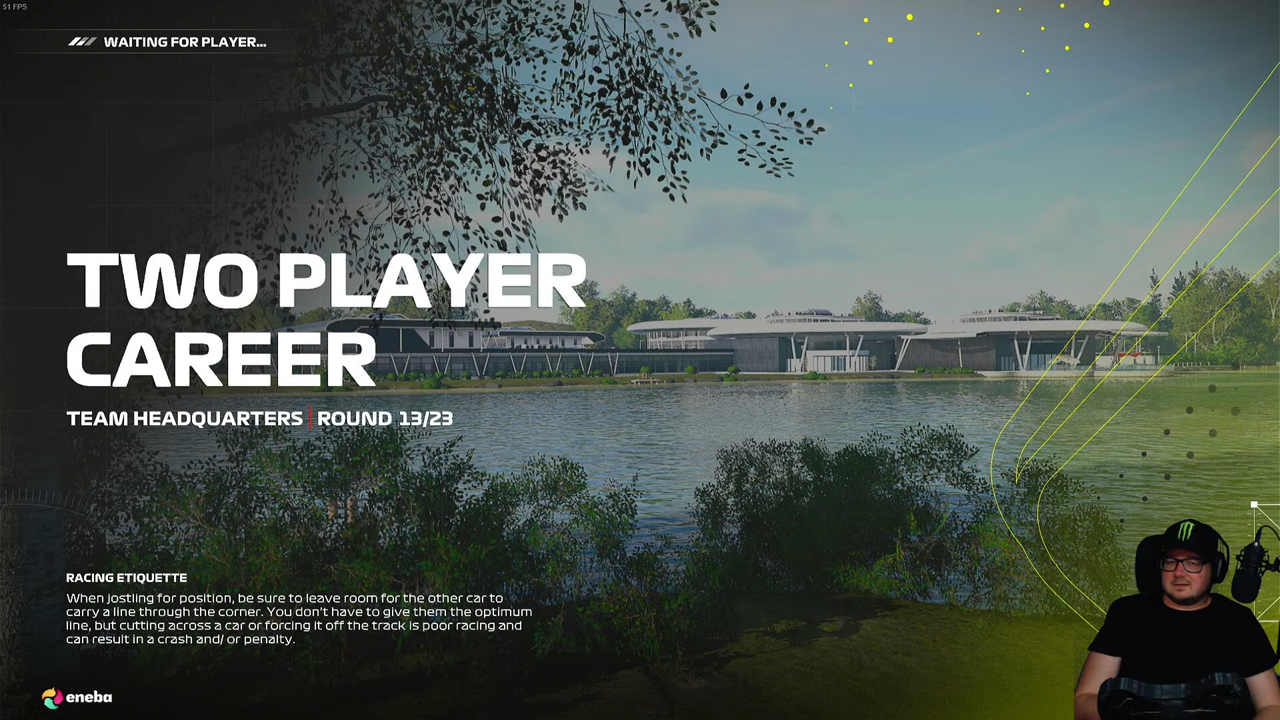 51 FPS
WAITING FOR PLAYER...
TWO PLAYER
CAREER
TEAM HEADQUARTERS | ROUND 13/23
RACING ETIQUETTE
When jostling for position, be sure to leave room for the other car to
carry a line through the corner. You don't have to give them the optimum
line, but cutting across a car or forcing it off the track is poor racing and
can result in a crash and/ or penalty.
eneba